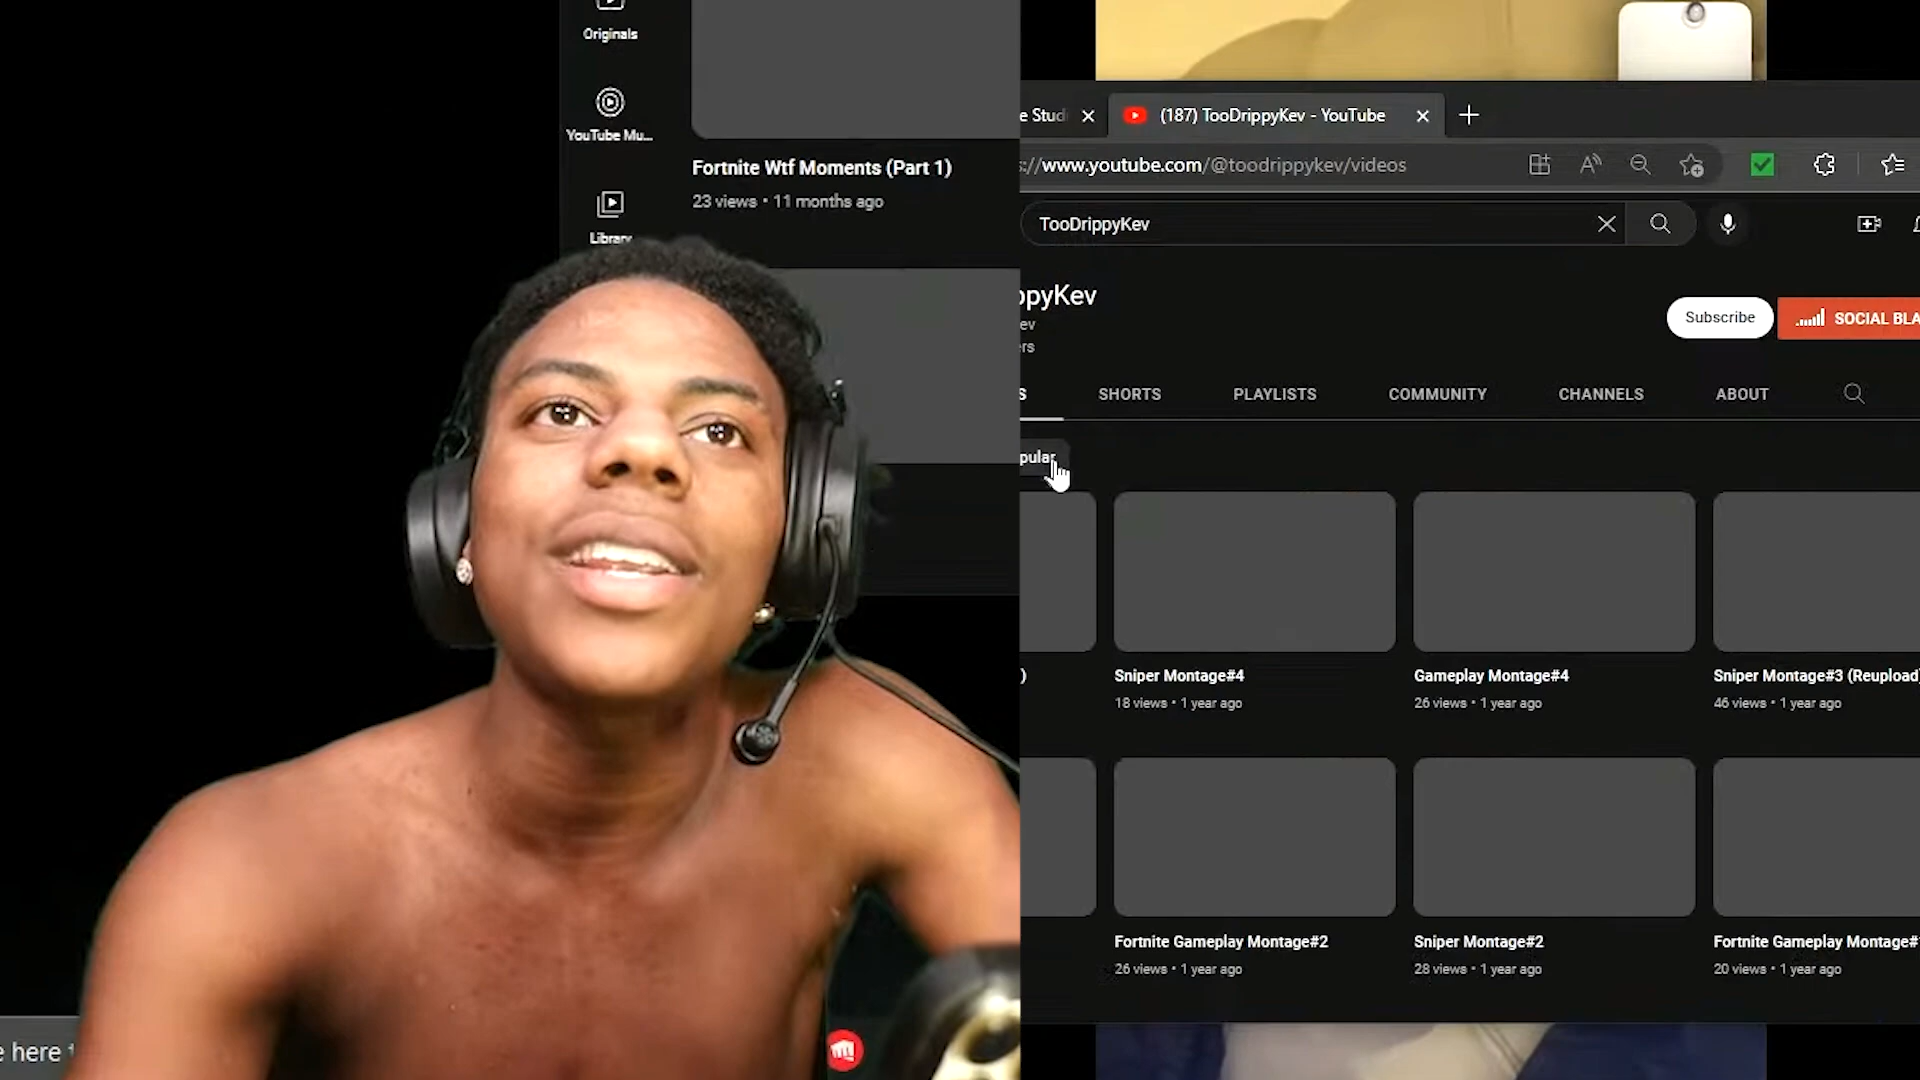 Originals
YouTube Mu...
Library
Fortnite Wtf Moments (Part 1)
23 views • 11 months ago
e here
e Stud
(187) TooDrippyKev - YouTube
://www.youtube.com/@toodrippykev/videos
TooDrippyKev
ppyKev
ev
rs
Subscribe
SOCIAL BLA
S
SHORTS
PLAYLISTS
COMMUNITY
CHANNELS
ABOUT
pular
)
Sniper Montage#4
18 views • 1 year ago
Gameplay Montage#4
26 views • 1 year ago
Sniper Montage#3 (Reupload)
46 views • 1 year ago
Fortnite Gameplay Montage#2
26 views • 1 year ago
Sniper Montage#2
28 views • 1 year ago
Fortnite Gameplay Montage#
20 views • 1 year ago